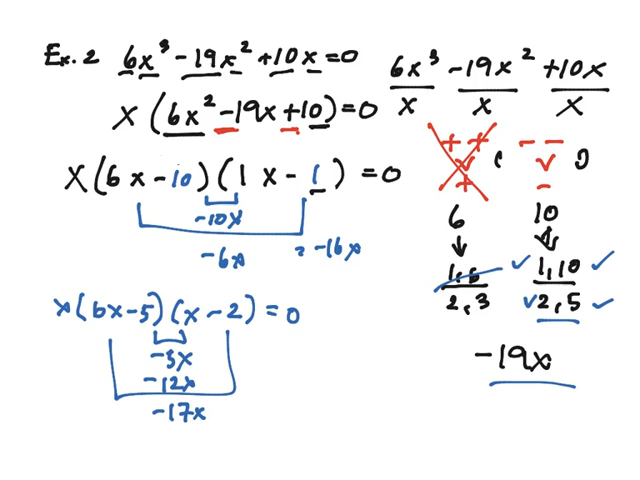 Ex. 2 6x³ - 19x² + 10x = 0
x (6x² - 19x + 10) = 0
x (6x - 10)(1x - 1) = 0
-10x
-6x = -16x
x (6x - 5)(x - 2) = 0
-5x
-12x
-17x
6x³/x - 19x²/x + 10x/x
+ +
+
- -
-
6 10
1, 6 1, 10
2, 3 2, 5
-19x